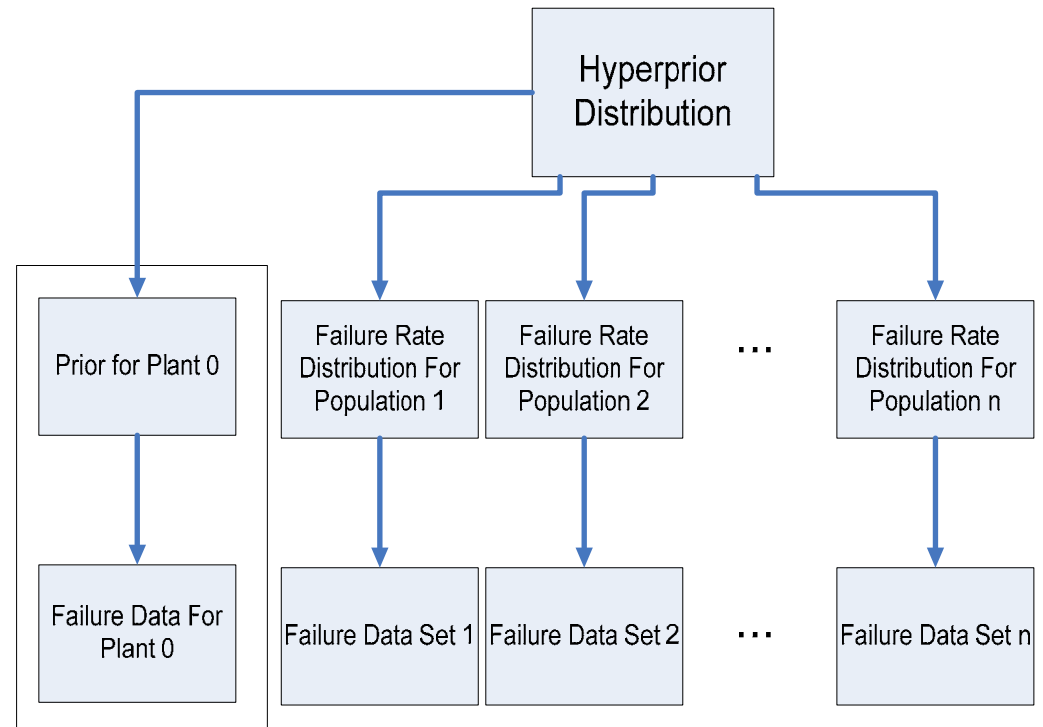 Hyperprior
Distribution
Prior for Plant 0
Failure Rate
Distribution For
Population 1
Failure Rate
Distribution For
Population 2
...
Failure Rate
Distribution For
Population n
Failure Data For
Plant 0
Failure Data Set 1
Failure Data Set 2
...
Failure Data Set n